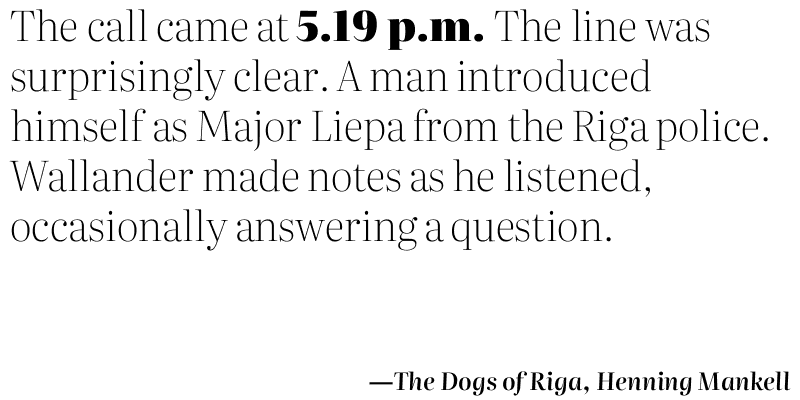 The call came at 5.19 p.m. The line was
surprisingly clear. A man introduced
himself as Major Liepa from the Riga police.
Wallander made notes as he listened,
occasionally answering a question.
—The Dogs of Riga, Henning Mankell